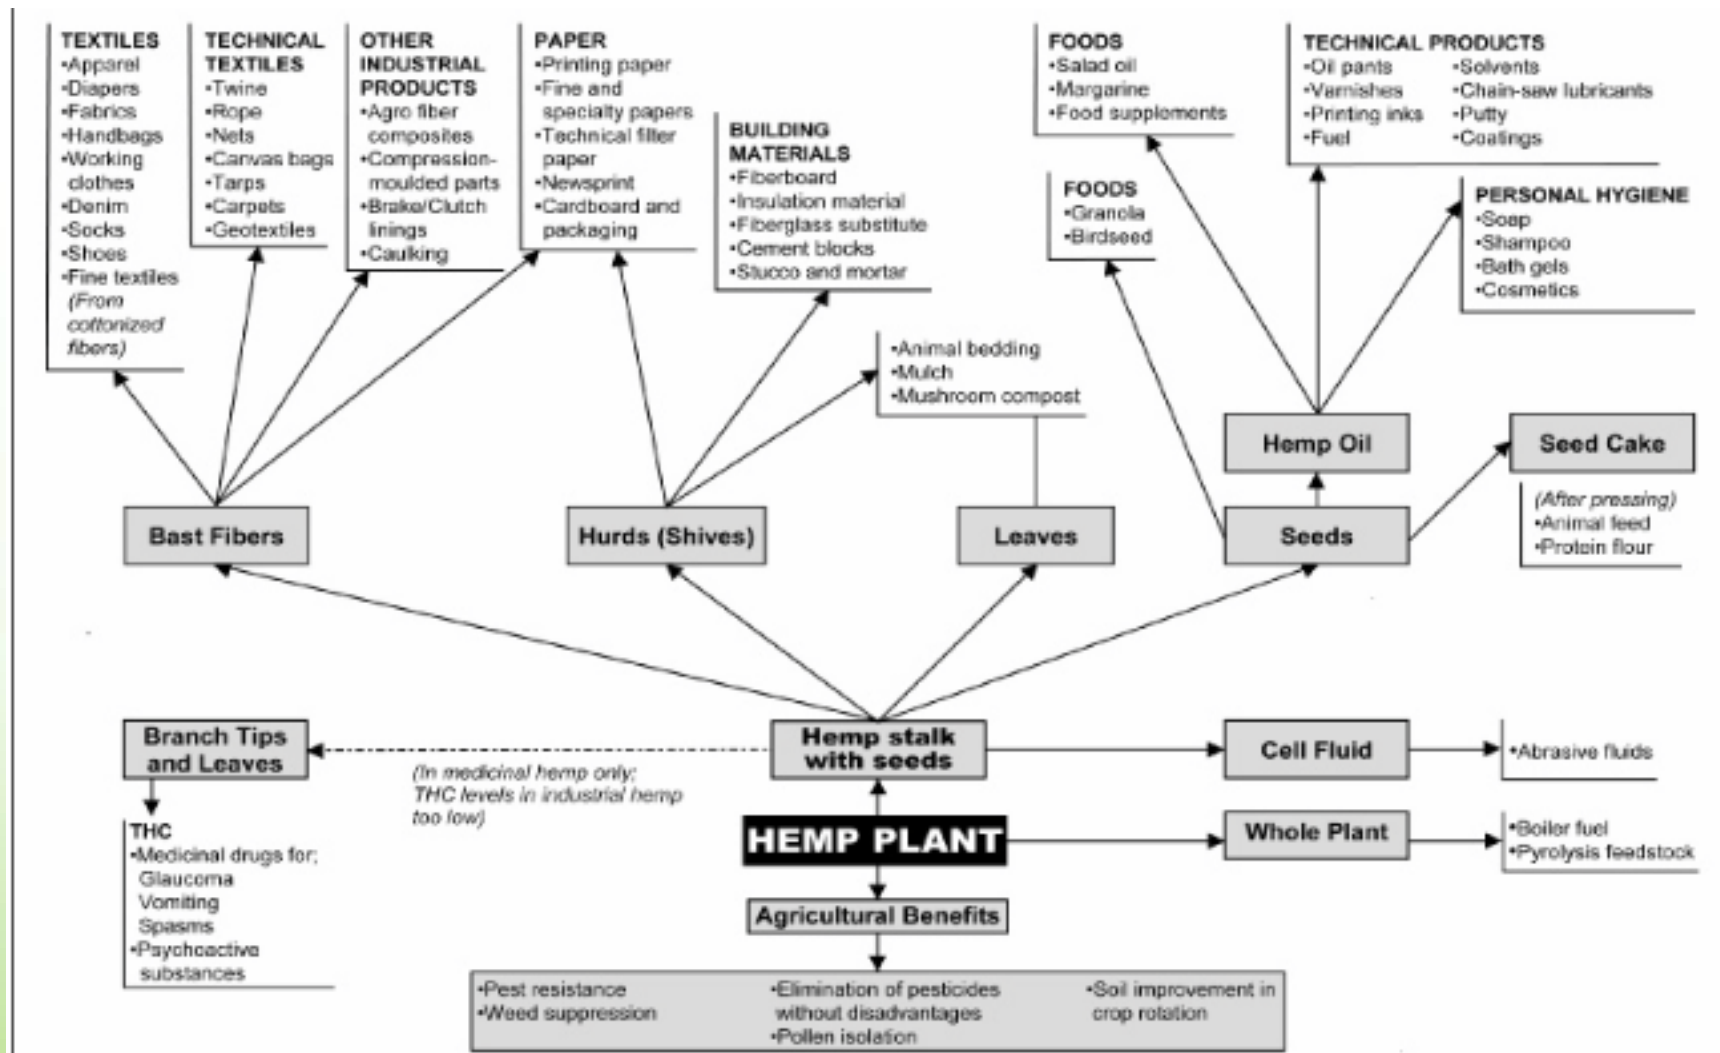 TEXTILES
•Apparel
•Diapers
•Fabrics
•Handbags
•Working
clothes
•Denim
•Socks
•Shoes
•Fine textiles
(From
cottonized
fibers)
TECHNICAL
TEXTILES
•Twine
•Rope
•Nets
•Canvas bags
•Tarps
•Carpets
•Geotextiles
OTHER
INDUSTRIAL
PRODUCTS
•Agro fiber
composites
•Compression-
moulded parts
•Brake/Clutch
linings
•Caulking
PAPER
•Printing paper
•Fine and
specialty papers
•Technical filter
paper
•Newsprint
•Cardboard and
packaging
BUILDING
MATERIALS
•Fiberboard
•Insulation material
•Fiberglass substitute
•Cement blocks
•Stucco and mortar
•Animal bedding
•Mulch
•Mushroom compost
FOODS
•Salad oil
•Margarine
•Food supplements
FOODS
•Granola
•Birdseed
TECHNICAL PRODUCTS
•Oil pants
•Varnishes
•Printing inks
•Fuel
•Solvents
•Chain-saw lubricants
•Putty
•Coatings
PERSONAL HYGIENE
•Soap
•Shampoo
•Bath gels
•Cosmetics
Hemp Oil
Seed Cake
(After pressing)
•Animal feed
•Protein flour
Bast Fibers
Hurds (Shives)
Leaves
Seeds
Branch Tips
and Leaves
(In medicinal hemp only;
THC levels in industrial hemp
too low)
Hemp stalk
with seeds
Cell Fluid
•Abrasive fluids
THC
•Medicinal drugs for;
Glaucoma
Vomiting
Spasms
•Psychoactive
substances
HEMP PLANT
Whole Plant
•Boiler fuel
•Pyrolysis feedstock
Agricultural Benefits
•Pest resistance
•Weed suppression
•Elimination of pesticides
without disadvantages
•Pollen isolation
•Soil improvement in
crop rotation